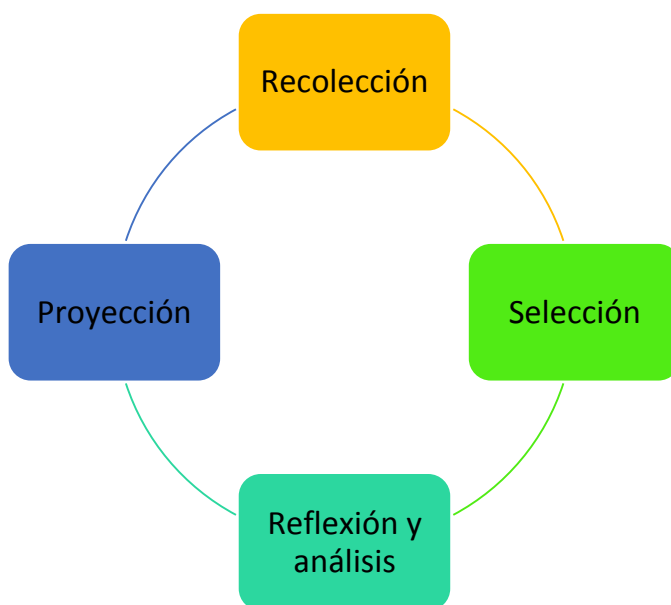 Recolección
Proyección
Selección
Reflexión y
análisis